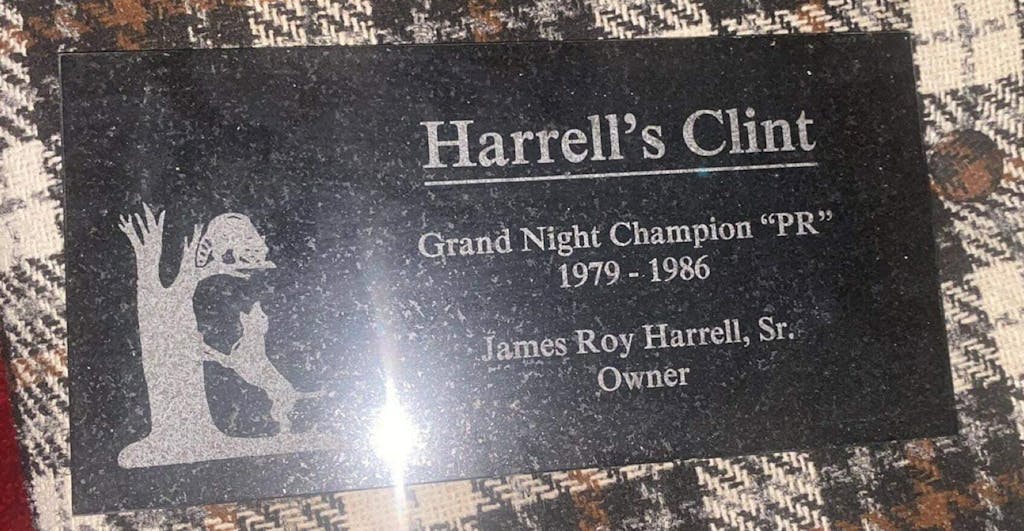 Harrell's Clint
Grand Night Champion “PR”
1979 - 1986
James Roy Harrell, Sr.
Owner